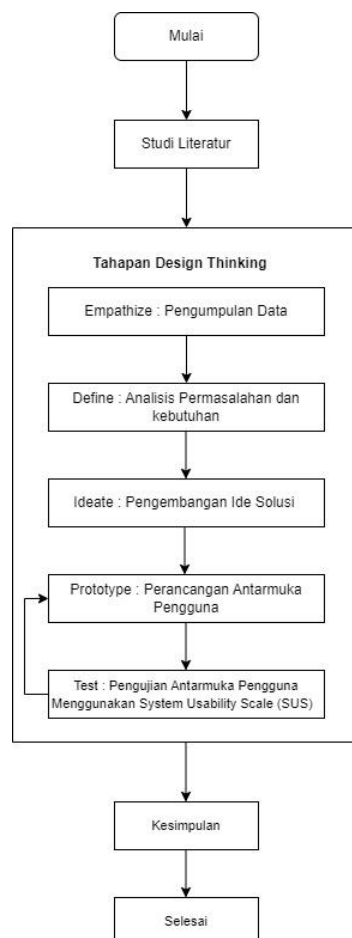 Mulai
Studi Literatur
Tahapan Design Thinking
Empathize : Pengumpulan Data
Define : Analisis Permasalahan dan
kebutuhan
Ideate : Pengembangan Ide Solusi
Prototype : Perancangan Antarmuka
Pengguna
Test : Pengujian Antarmuka Pengguna
Menggunakan System Usability Scale (SUS)
Kesimpulan
Selesai